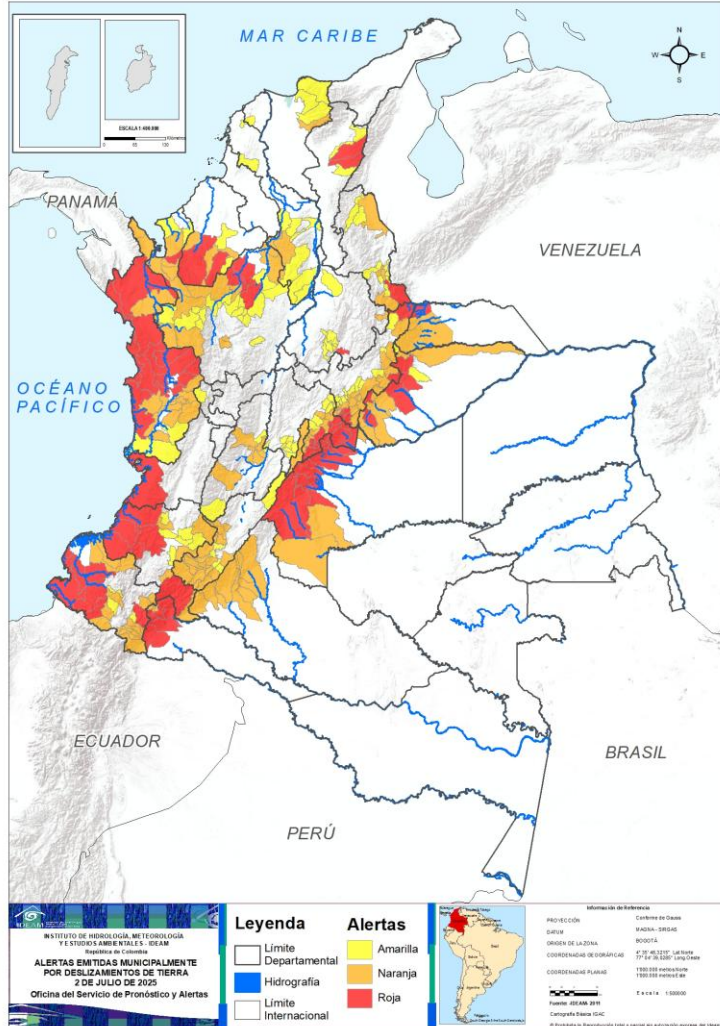 MAR CARIBE
N
W
E
S
ESCALA 1:400.000
PANAMÁ
VENEZUELA
OCÉANO
PACÍFICO
ECUADOR
BRASIL
PERÚ
IDEAM
INSTITUTO DE HIDROLOGÍA, METEOROLOGÍA
Y ESTUDIOS AMBIENTALES - IDEAM
República de Colombia
ALERTAS EMITIDAS MUNICIPALMENTE
POR DESLIZAMIENTOS DE TIERRA
2 DE JULIO DE 2025
Oficina del Servicio de Pronóstico y Alertas
Leyenda
Límite
Departamental
Hidrografía
Límite
Internacional
Alertas
Amarilla
Naranja
Roja
Información de Referencia
PROYECCIÓN Conforme de Gauss
DATUM MAGNA - SIRGAS
ORIGEN DE LA ZONA BOGOTÁ
COORDENADAS GEOGRÁFICAS
COORDENADAS PLANAS
Escala
Fuente: IDEAM 2011
Cartografía Básica IGAC